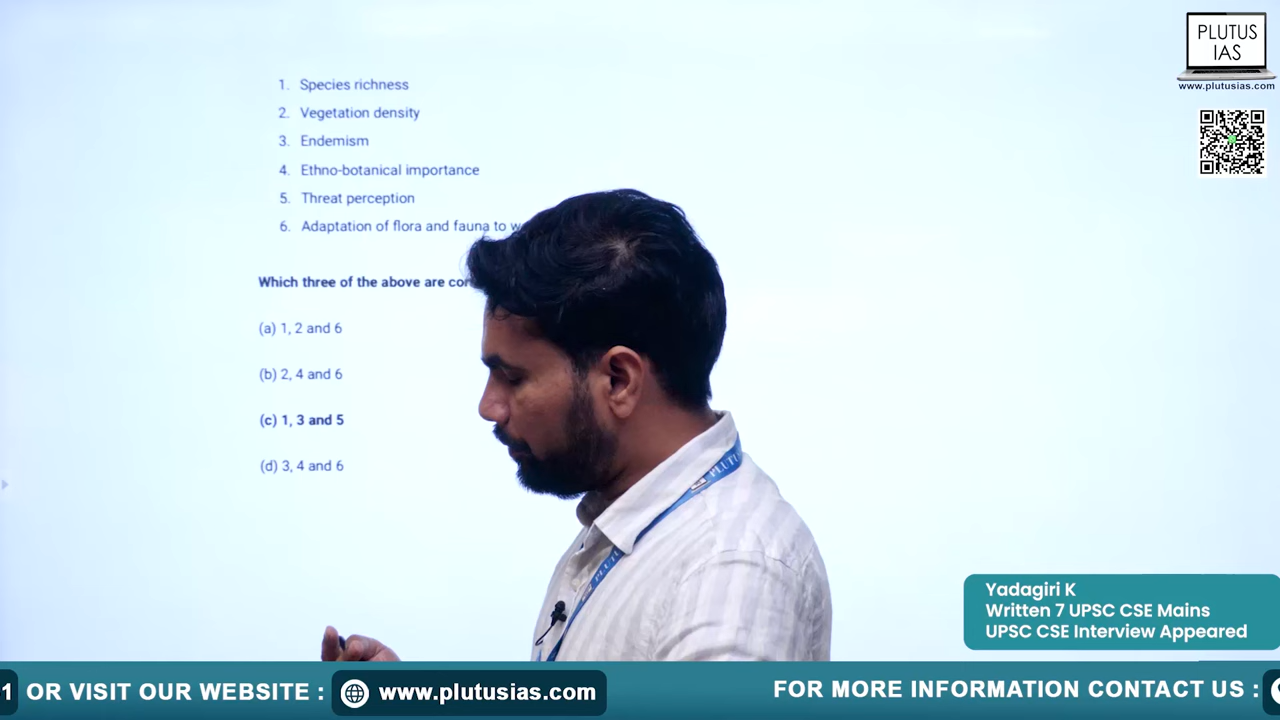 PLUTUS
IAS
www.plutusias.com
1. Species richness
2. Vegetation density
3. Endemism
4. Ethno-botanical importance
5. Threat perception
6. Adaptation of flora and fauna to
Which three of the above are
(a) 1, 2 and 6
(b) 2, 4 and 6
(c) 1, 3 and 5
(d) 3, 4 and 6
Yadagiri K
Written 7 UPSC CSE Mains
UPSC CSE Interview Appeared
1 OR VISIT OUR WEBSITE : www.plutusias.com FOR MORE INFORMATION CONTACT US :